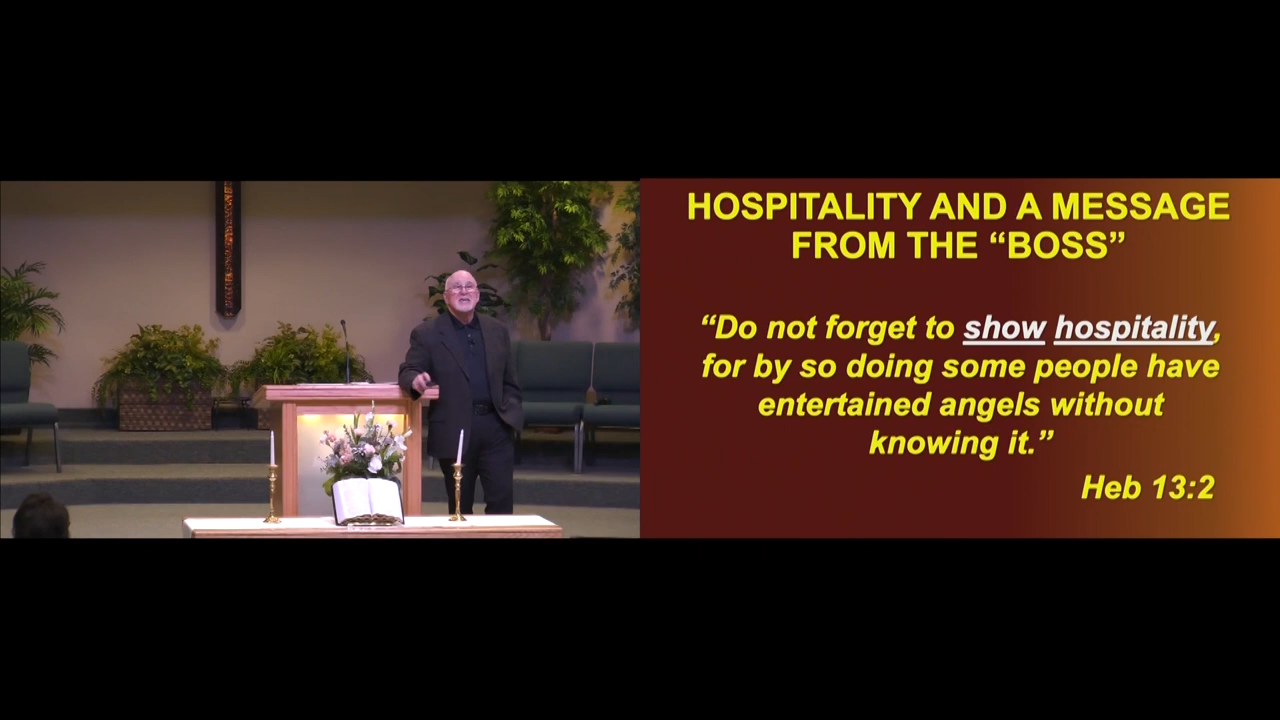 HOSPITALITY AND A MESSAGE
FROM THE “BOSS”
“Do not forget to show hospitality,
for by so doing some people have
entertained angels without
knowing it.”
Heb 13:2